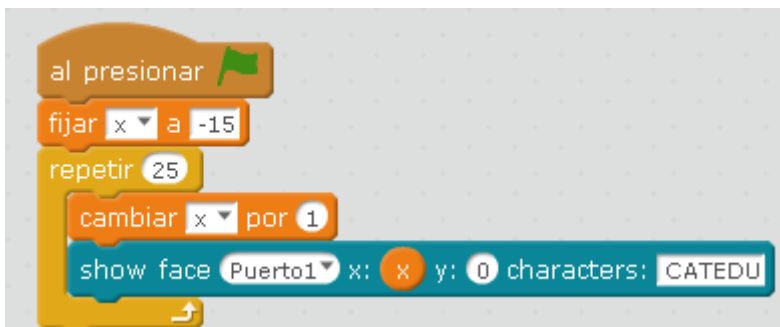 al presionar
fijar x a -15
repetir 25
cambiar x por 1
show face Puerto1 x: x y: 0 characters: CATEDU